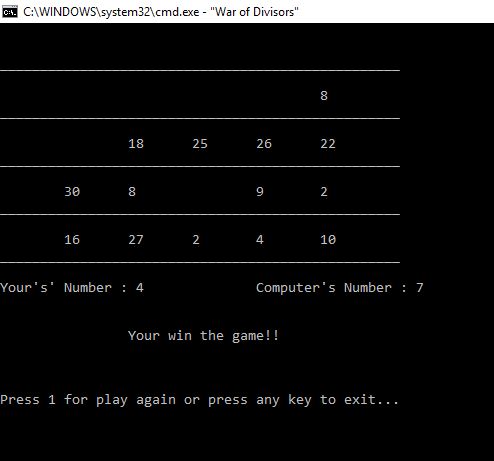 C:\WINDOWS\system32\cmd.exe - "War of Divisors"
8
18 25 26 22
30 8 9 2
16 27 2 4 10
Your's' Number : 4 Computer's Number : 7
Your win the game!!
Press 1 for play again or press any key to exit...